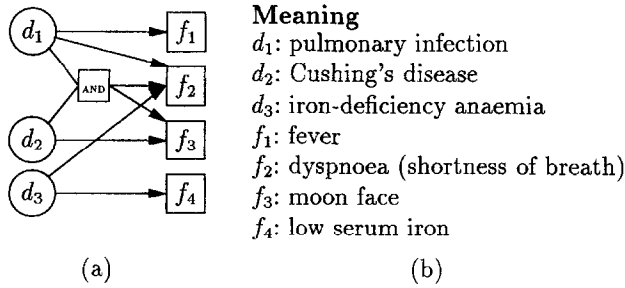 Meaning
d₁ f₁
d₁: pulmonary infection
f₂
d₂: Cushing's disease
AND
d₃: iron-deficiency anaemia
f₁: fever
d₂ f₃
f₂: dyspnoea (shortness of breath)
d₃ f₄
f₃: moon face
f₄: low serum iron
(a) (b)